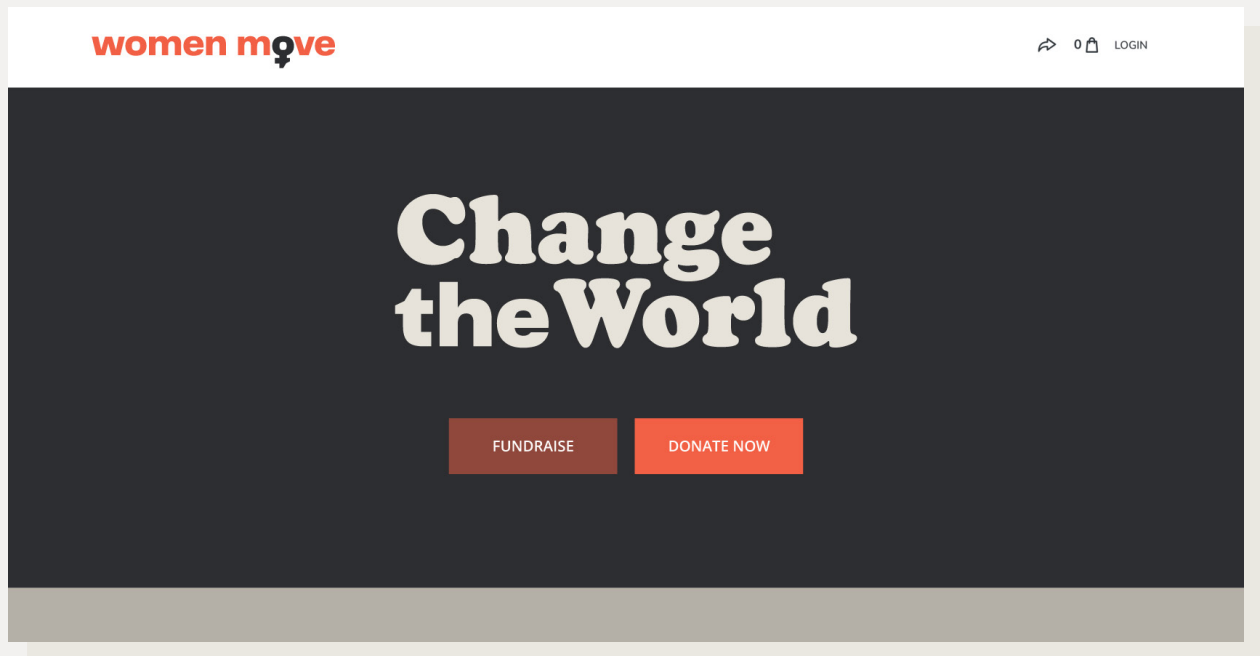 women move
0
LOGIN
Change
the World
FUNDRAISE
DONATE NOW